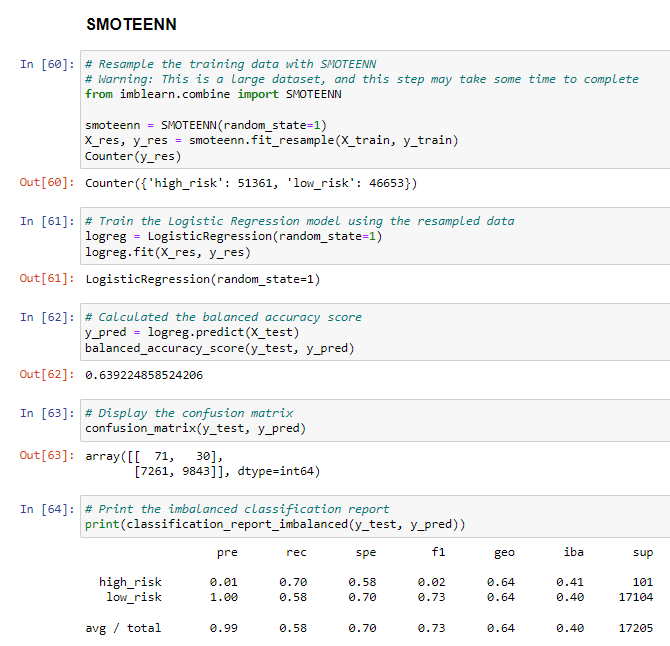 SMOTEENN
In [60]: # Resample the training data with SMOTEENN
# Warning: This is a large dataset, and this step may take some time to complete
from imblearn.combine import SMOTEENN
smoteenn = SMOTEENN(random_state=1)
X_res, y_res = smoteenn.fit_resample(X_train, y_train)
Counter(y_res)
Out[60]: Counter({'high_risk': 51361, 'low_risk': 46653})
In [61]: # Train the Logistic Regression model using the resampled data
logreg = LogisticRegression(random_state=1)
logreg.fit(X_res, y_res)
Out[61]: LogisticRegression(random_state=1)
In [62]: # Calculated the balanced accuracy score
y_pred = logreg.predict(X_test)
balanced_accuracy_score(y_test, y_pred)
Out[62]: 0.639224858524206
In [63]: # Display the confusion matrix
confusion_matrix(y_test, y_pred)
Out[63]: array([[  71,   30],
[7261, 9843]], dtype=int64)
In [64]: # Print the imbalanced classification report
print(classification_report_imbalanced(y_test, y_pred))
pre rec spe f1 geo iba sup
high_risk 0.01 0.70 0.58 0.02 0.64 0.41 101
low_risk 1.00 0.58 0.70 0.73 0.64 0.40 17104
avg / total 0.99 0.58 0.70 0.73 0.64 0.40 17205